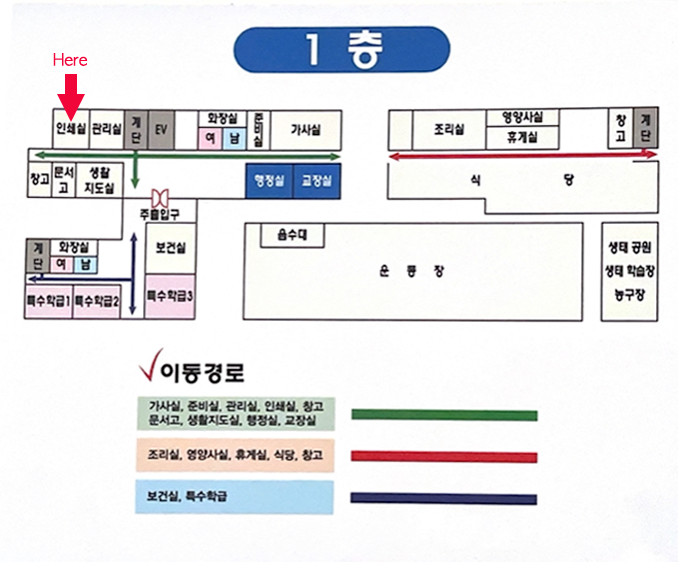 1 층
Here
인쇄실
관리실
계단
EV
화장실
여
남
준비실
가사실
조리실
영양사실
휴게실
창고
계단
창고
문서고
생활
지도실
행정실
교장실
식 당
주출입구
계단
화장실
여
남
보건실
특수학급1
특수학급2
특수학급3
음수대
운 동 장
생태 공원
생태 학습장
농구장
이동경로
가사실, 준비실, 관리실, 인쇄실, 창고
문서고, 생활지도실, 행정실, 교장실
조리실, 영양사실, 휴게실, 식당, 창고
보건실, 특수학급